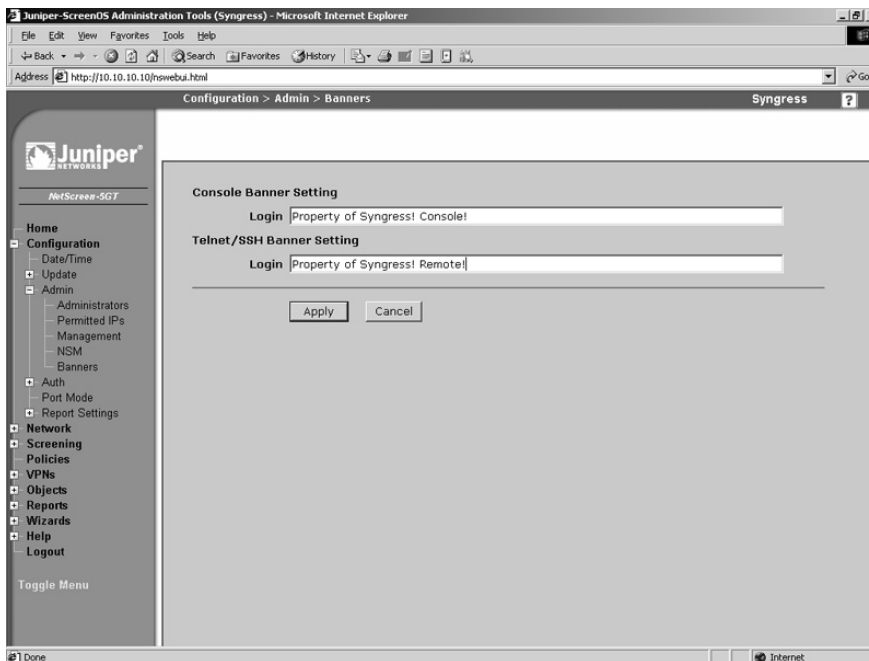 Juniper-ScreenOS Administration Tools (Syngress) - Microsoft Internet Explorer
File Edit View Favorites Tools Help
Back Search Favorites History
Address http://10.10.10.10/nswebui.html Go
Configuration > Admin > Banners Syngress ?
Juniper®
NETWORKS
NetScreen-5GT
Home
Configuration
Date/Time
Update
Admin
Administrators
Permitted IPs
Management
NSM
Banners
Auth
Port Mode
Report Settings
Network
Screening
Policies
VPNs
Objects
Reports
Wizards
Help
Logout
Toggle Menu
Console Banner Setting
Login Property of Syngress! Console!
Telnet/SSH Banner Setting
Login Property of Syngress! Remote!
Apply Cancel
Done Internet